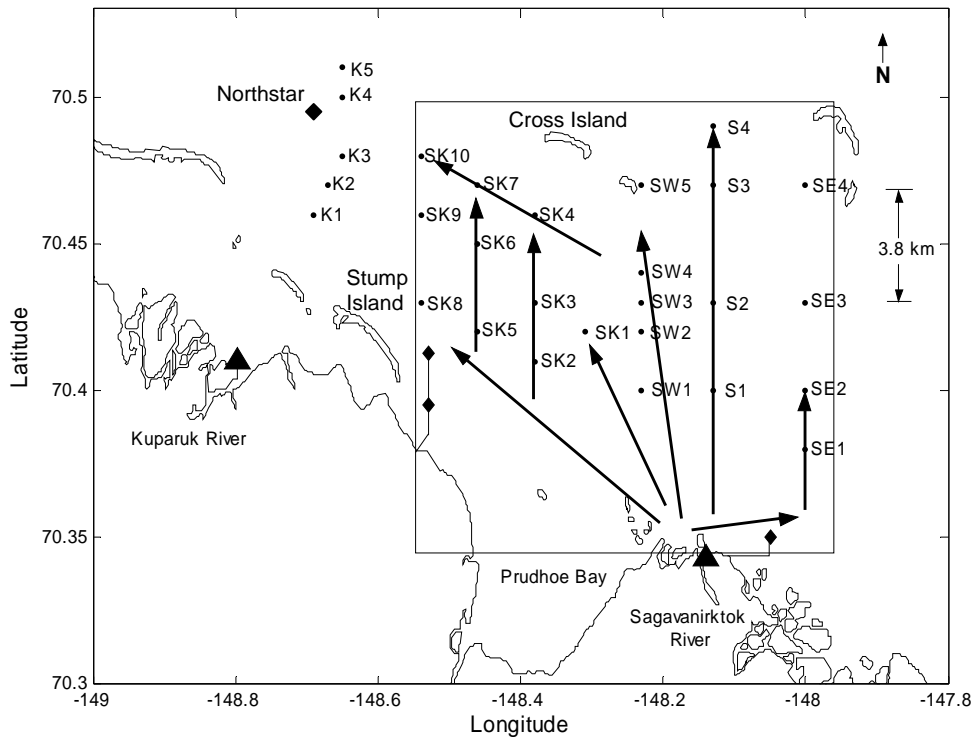 K5
Northstar
K4
N
70.5
Cross Island
S4
K3
SK10
K2
SK7
SW5
S3
SE4
K1
SK9
SK4
70.45
SK6
3.8 km
SW4
Stump
Island
SK8
SK3
SW3
S2
SE3
SK5
SK1
SW2
SK2
70.4
SW1
S1
SE2
Kuparuk River
SE1
70.35
Prudhoe Bay
Sagavanirktok
River
70.3
-149
-148.8
-148.6
-148.4
-148.2
-148
-147.8
Longitude
Latitude